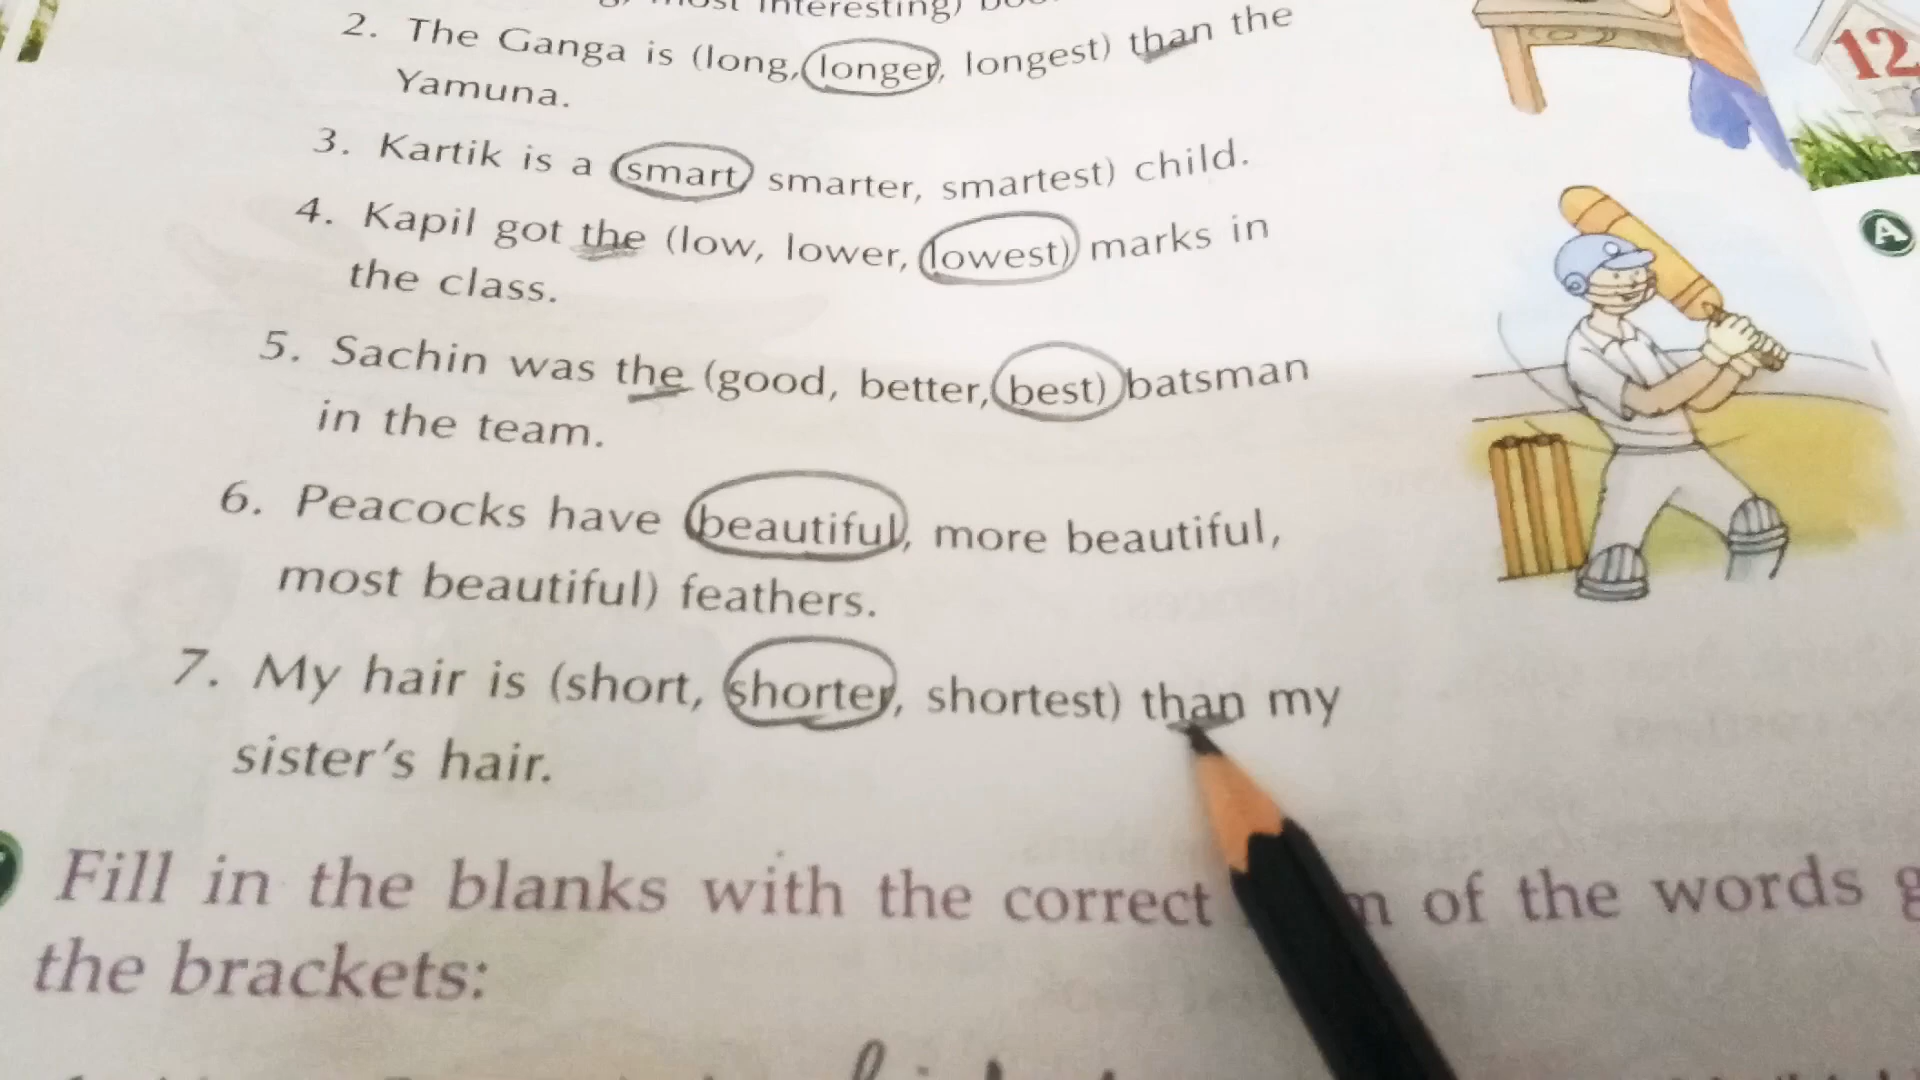 most interesting)
2. The Ganga is (long, longer, longest) than the
Yamuna.
3. Kartik is a (smart, smarter, smartest) child.
4. Kapil got the (low, lower, lowest) marks in
the class.
5. Sachin was the (good, better, best) batsman
in the team.
6. Peacocks have (beautiful, more beautiful,
most beautiful) feathers.
7. My hair is (short, shorter, shortest) than my
sister's hair.
Fill in the blanks with the correct of the words
the brackets:
12
A